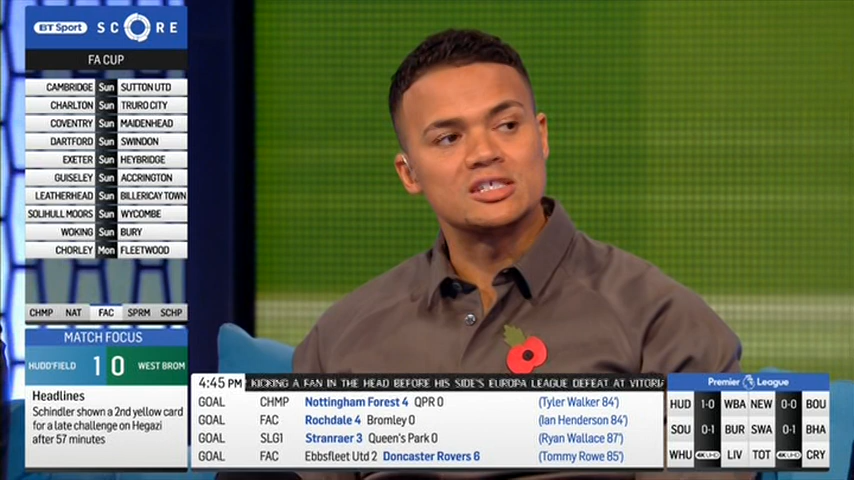 BT Sport SCORE
FA CUP
CAMBRIDGE Sun SUTTON UTD
CHARLTON Sun TRURO CITY
COVENTRY Sun MAIDENHEAD
DARTFORD Sun SWINDON
EXETER Sun HEYBRIDGE
GUISELEY Sun ACCRINGTON
LEATHERHEAD Sun BILLERICAY TOWN
SOLIHULL MOORS Sun WYCOMBE
WOKING Sun BURY
CHORLEY Mon FLEETWOOD
CHMP NAT FAC SPRM SCHP
MATCH FOCUS
HUDD'FIELD 1 0 WEST BROM
Headlines
Schindler shown a 2nd yellow card
for a late challenge on Hegazi
after 57 minutes
4:45 PM KICKING A FAN IN THE HEAD BEFORE HIS SIDE'S EUROPA LEAGUE DEFEAT AT VITORIA
GOAL CHMP Nottingham Forest 4 QPR 0 (Tyler Walker 84')
GOAL FAC Rochdale 4 Bromley 0 (Ian Henderson 84')
GOAL SLG1 Stranraer 3 Queen's Park 0 (Ryan Wallace 87')
GOAL FAC Ebbsfleet Utd 2 Doncaster Rovers 6 (Tommy Rowe 85')
Premier League
HUD 1-0 WBA NEW 0-0 BOU
SOU 0-1 BUR SWA 0-1 BHA
WHU 4K UHD LIV TOT 4K UHD CRY